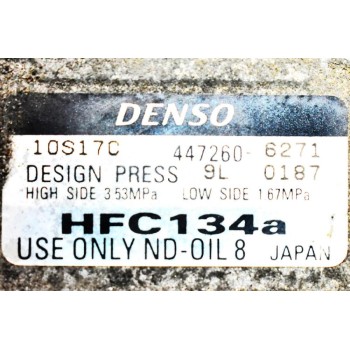 DENSO
10S17C 447260-6271
DESIGN PRESS 9L 0187
HIGH SIDE 3.53MPa LOW SIDE 1.67MPa
HFC134a
USE ONLY ND-OIL 8 JAPAN